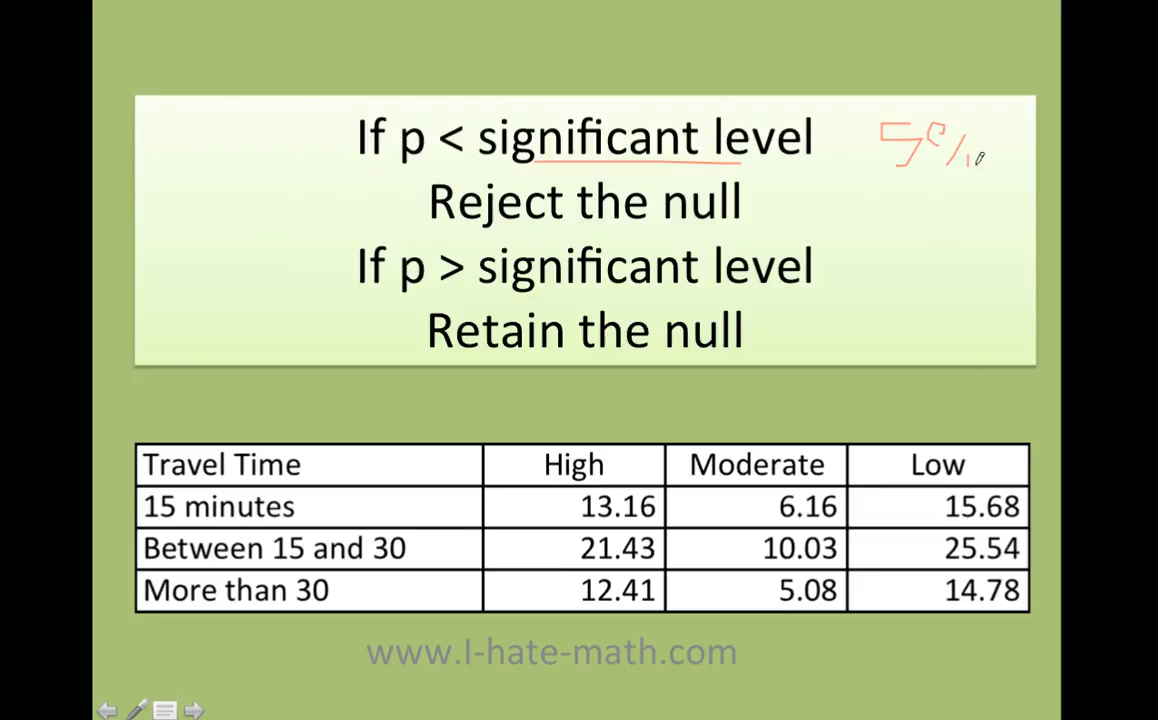 If p < significant level 5%
Reject the null
If p > significant level
Retain the null
Travel Time High Moderate Low
15 minutes 13.16 6.16 15.68
Between 15 and 30 21.43 10.03 25.54
More than 30 12.41 5.08 14.78
www.I-hate-math.com